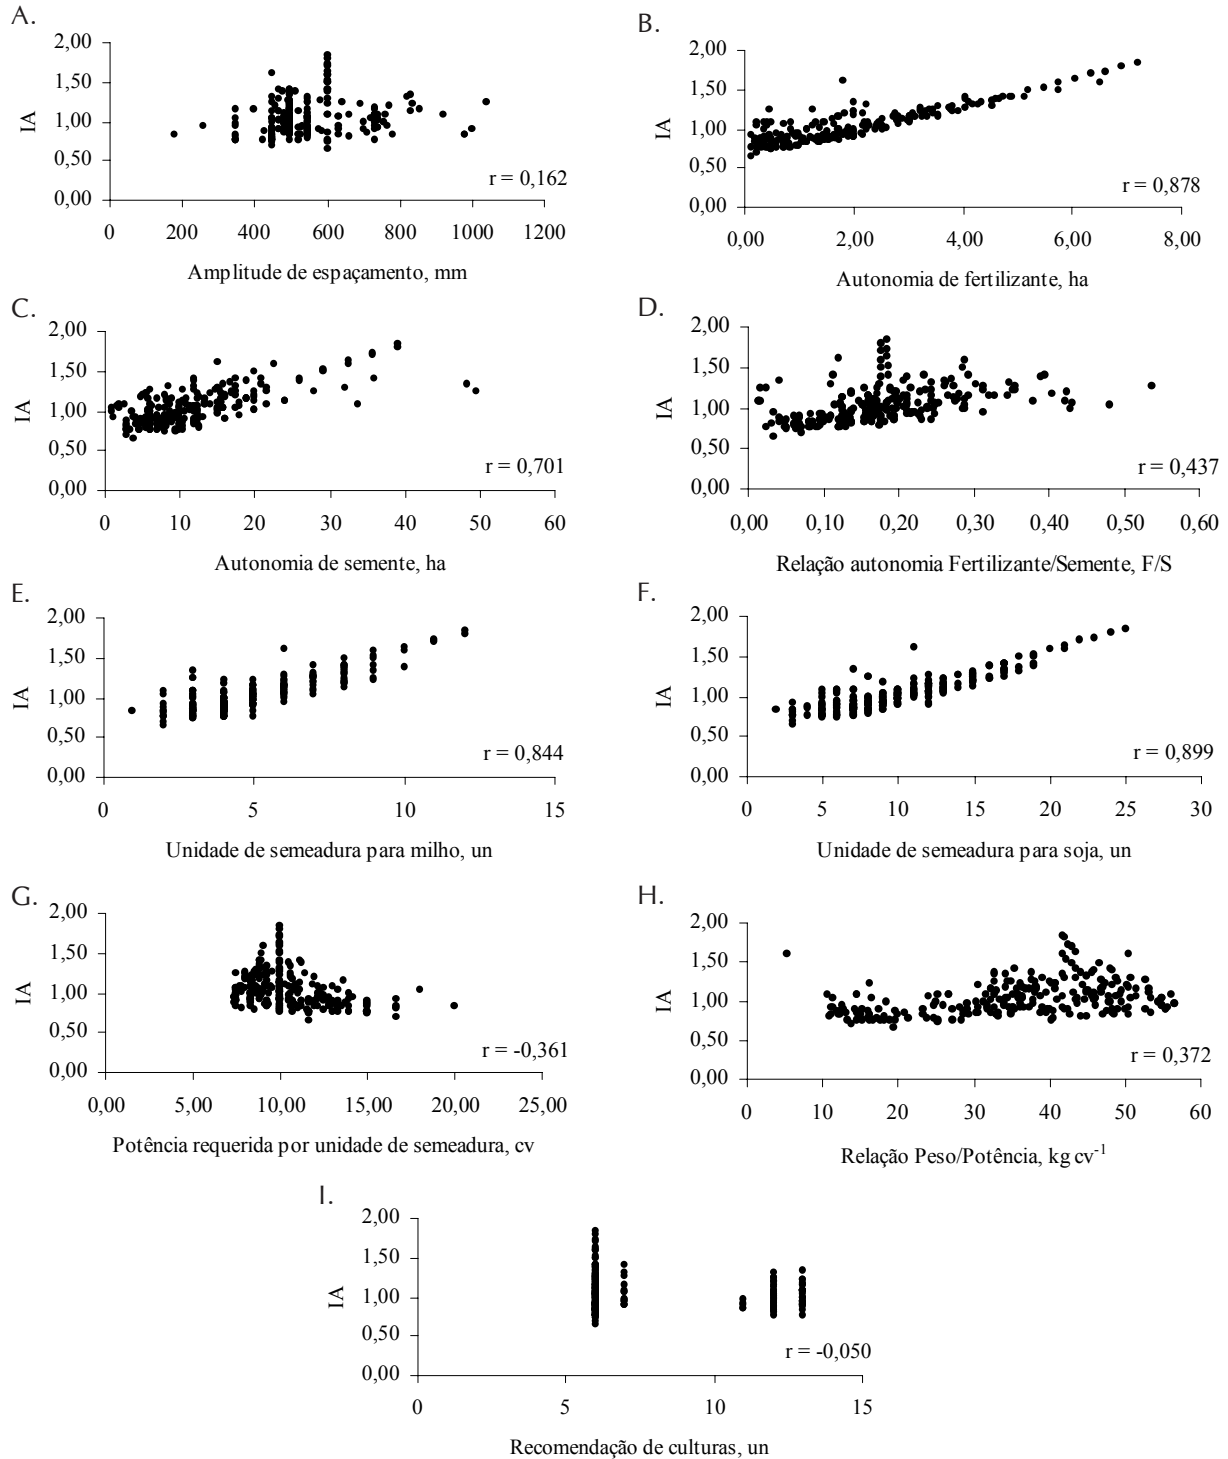 A.
2,00
1,50
1,00
0,50
0,00
IA
r = 0,162
0 200 400 600 800 1000 1200
Amplitude de espaçamento, mm
B.
2,00
1,50
1,00
0,50
0,00
IA
r = 0,878
0,00 2,00 4,00 6,00 8,00
Autonomia de fertilizante, ha
C.
2,00
1,50
1,00
0,50
0,00
IA
r = 0,701
0 10 20 30 40 50 60
Autonomia de semente, ha
D.
2,00
1,50
1,00
0,50
0,00
IA
r = 0,437
0,00 0,10 0,20 0,30 0,40 0,50 0,60
Relação autonomia Fertilizante/Semente, F/S
E.
2,00
1,50
1,00
0,50
0,00
IA
r = 0,844
0 5 10 15
Unidade de semeadura para milho, un
F.
2,00
1,50
1,00
0,50
0,00
IA
r = 0,899
0 5 10 15 20 25 30
Unidade de semeadura para soja, un
G.
2,00
1,50
1,00
0,50
0,00
IA
r = -0,361
0,00 5,00 10,00 15,00 20,00 25,00
Potência requerida por unidade de semeadura, cv
H.
2,00
1,50
1,00
0,50
0,00
IA
r = 0,372
0 10 20 30 40 50 60
Relação Peso/Potência, kg cv⁻¹
I.
2,00
1,50
1,00
0,50
0,00
IA
r = -0,050
0 5 10 15
Recomendação de culturas, un